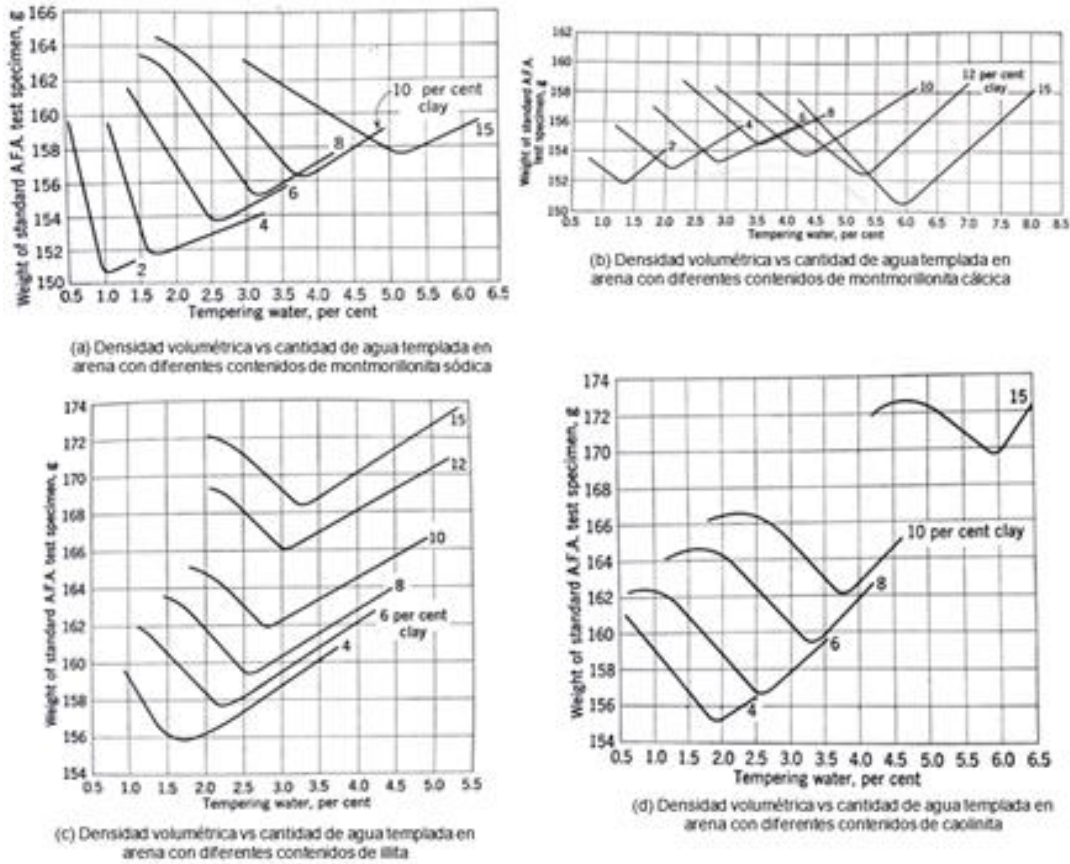 Weight of standard A.F.A. test specimen, g
166
164
162
160
158
156
154
152
150
10 per cent
clay
15
8
6
4
2
0.5 1.0 1.5 2.0 2.5 3.0 3.5 4.0 4.5 5.0 5.5 6.0 6.5
Tempering water, per cent
(a) Densidad volumétrica vs cantidad de agua templada en
arena con diferentes contenidos de montmorillonita sódica
Weight of standard A.F.A.
test specimen, g
162
160
158
156
154
152
150
12 per cent
clay
10
15
2
4
6
8
0.5 1.0 1.5 2.0 2.5 3.0 3.5 4.0 4.5 5.0 5.5 6.0 6.5 7.0 7.5 8.0 8.5
Tempering water, per cent
(b) Densidad volumétrica vs cantidad de agua templada en
arena con diferentes contenidos de montmorillonita cálcica
Weight of standard A.F.A. test specimen, g
174
172
170
168
166
164
162
160
158
156
154
15
12
10
8
6 per cent
clay
4
0.5 1.0 1.5 2.0 2.5 3.0 3.5 4.0 4.5 5.0 5.5
Tempering water, per cent
(c) Densidad volumétrica vs cantidad de agua templada en
arena con diferentes contenidos de illita
Weight of standard A.F.A. test specimen, g
174
172
170
168
166
164
162
160
158
156
154
15
10 per cent clay
8
6
4
0.5 1.0 1.5 2.0 2.5 3.0 3.5 4.0 4.5 5.0 5.5 6.0 6.5
Tempering water, per cent
(d) Densidad volumétrica vs cantidad de agua templada en
arena con diferentes contenidos de caolinita